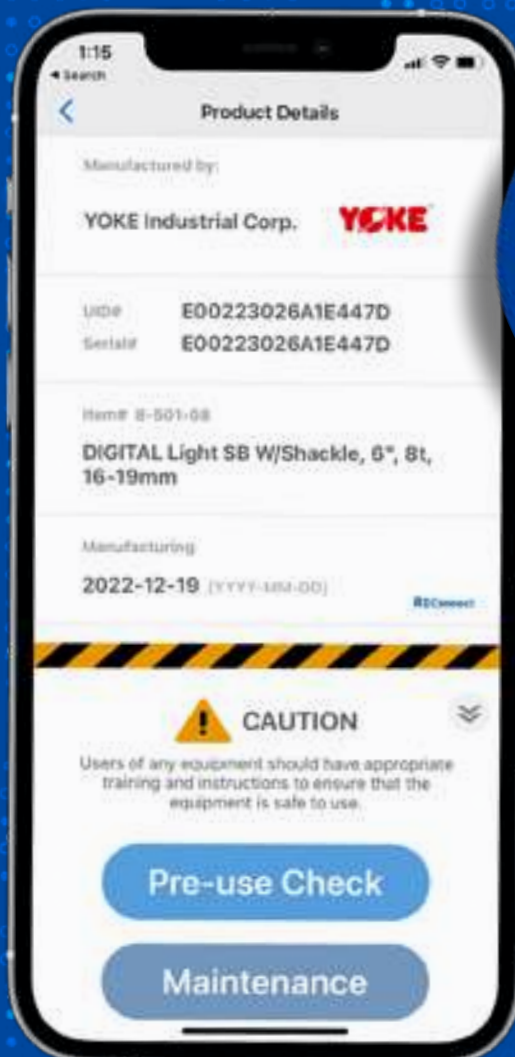 1:15
◀ Search
Product Details
Manufactured by:
YOKE Industrial Corp. YOKE
UID# E00223026A1E447D
Serial# E00223026A1E447D
Item# 8-501-08
DIGITAL Light SB W/Shackle, 6", 8t,
16-19mm
Manufacturing
2022-12-19 (YYYY-MM-DD)
RIConnect
CAUTION
Users of any equipment should have appropriate
training and instructions to ensure that the
equipment is safe to use.
Pre-use Check
Maintenance